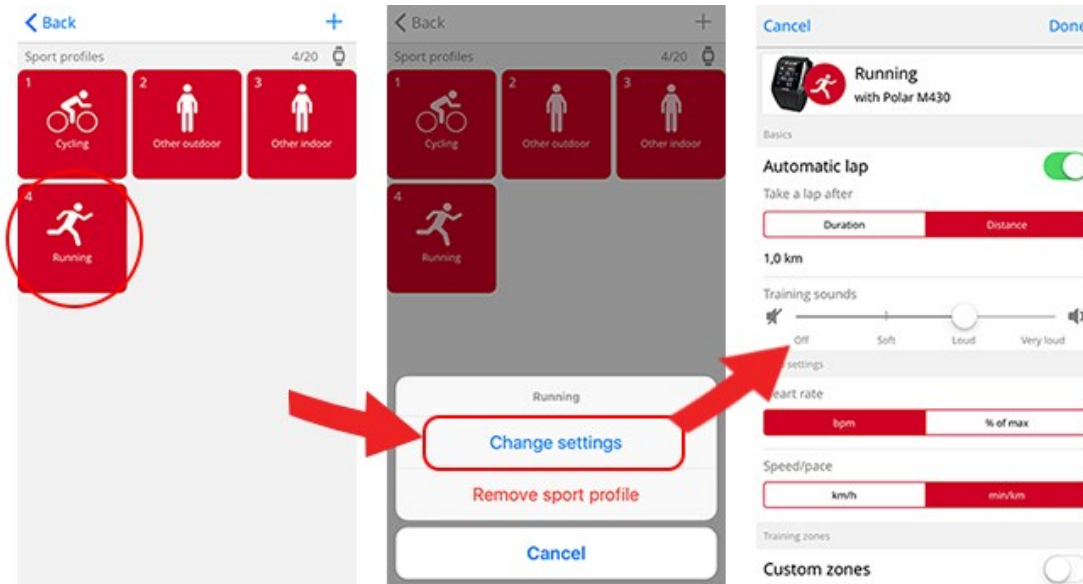 Back +
Sport profiles 4/20
1
Cycling
2
Other outdoor
3
Other indoor
4
Running
Back +
Sport profiles 4/20
1
Cycling
2
Other outdoor
3
Other indoor
4
Running
Running
Change settings
Remove sport profile
Cancel
Cancel Done
Running
with Polar M430
Basics
Automatic lap
Take a lap after
Duration Distance
1,0 km
Training sounds
Off Soft Loud Very loud
settings
eart rate
bpm % of max
Speed/pace
km/h min/km
Training zones
Custom zones